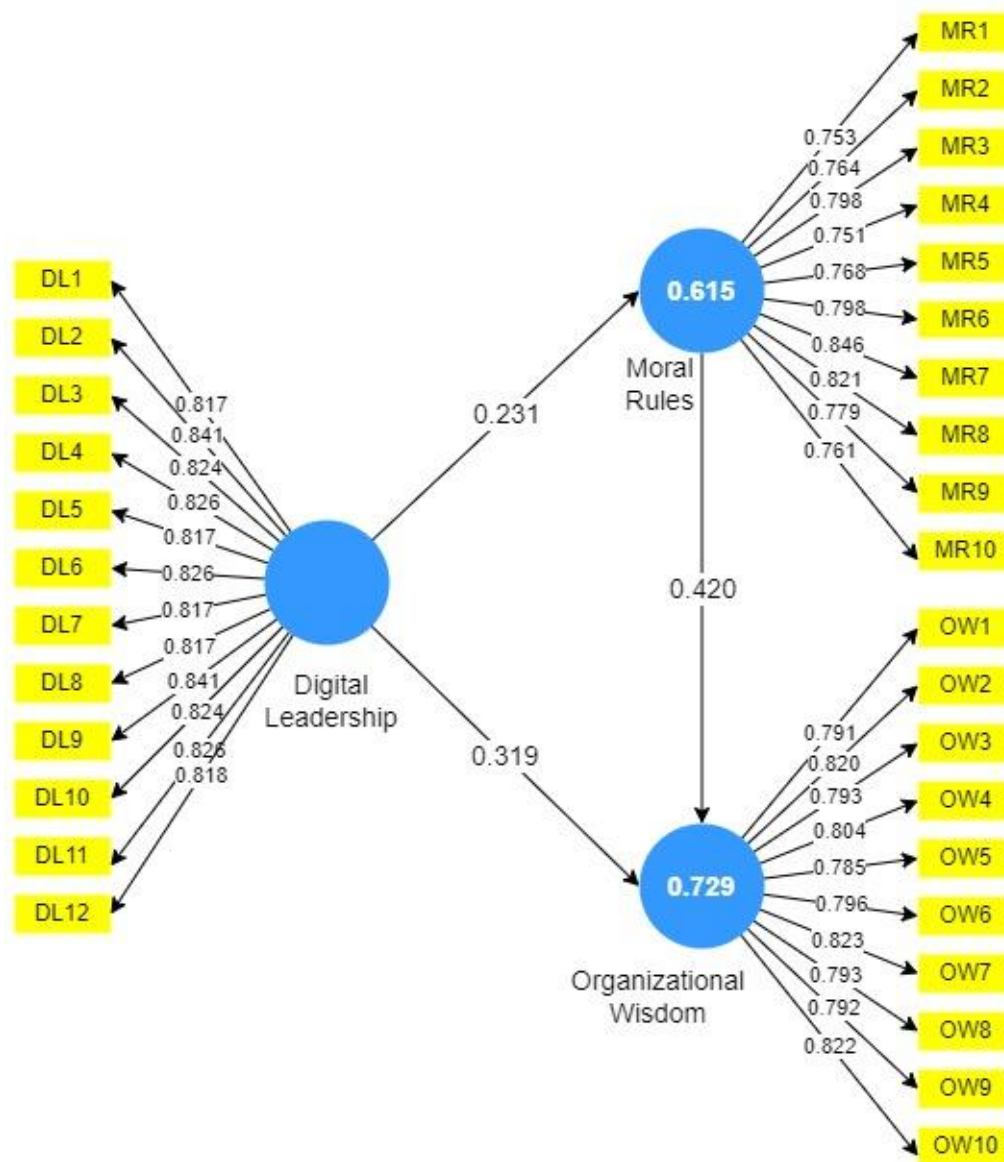 DL1
DL2
DL3
DL4
DL5
DL6
DL7
DL8
DL9
DL10
DL11
DL12
0.817
0.841
0.824
0.826
0.817
0.826
0.817
0.817
0.841
0.824
0.826
0.818
Digital
Leadership
0.231
0.319
0.615
Moral
Rules
0.420
0.729
Organizational
Wisdom
0.753
0.764
0.798
0.751
0.768
0.798
0.846
0.821
0.779
0.761
MR1
MR2
MR3
MR4
MR5
MR6
MR7
MR8
MR9
MR10
0.791
0.820
0.793
0.804
0.785
0.796
0.823
0.793
0.792
0.822
OW1
OW2
OW3
OW4
OW5
OW6
OW7
OW8
OW9
OW10